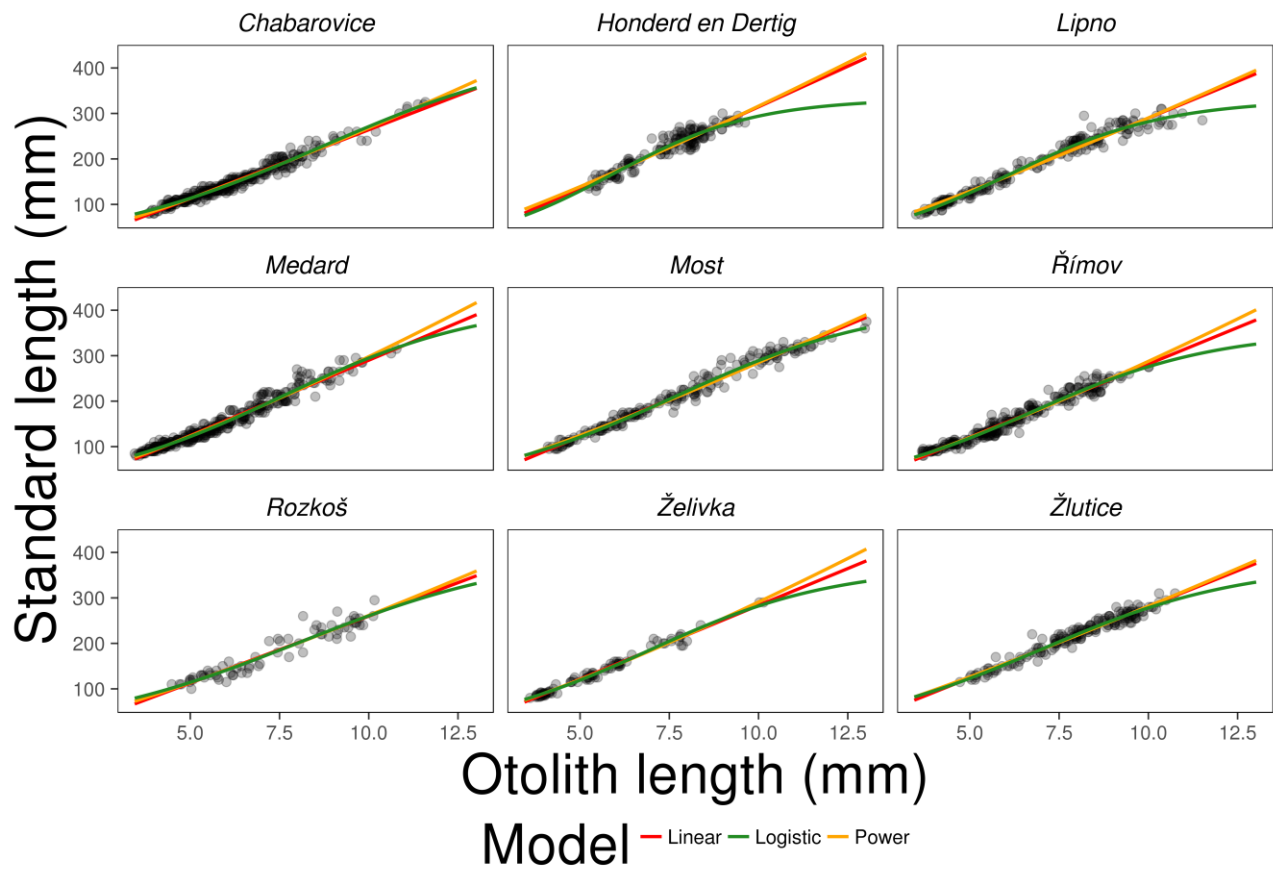 Chabarovice Honderd en Dertig Lipno
400
300
200
100
Medard Most Římov
400
300
200
100
Rozkoš Želivka Žlutice
400
300
200
100
5.0 7.5 10.0 12.5 5.0 7.5 10.0 12.5 5.0 7.5 10.0 12.5
Standard length (mm)
Otolith length (mm)
Model Linear Logistic Power